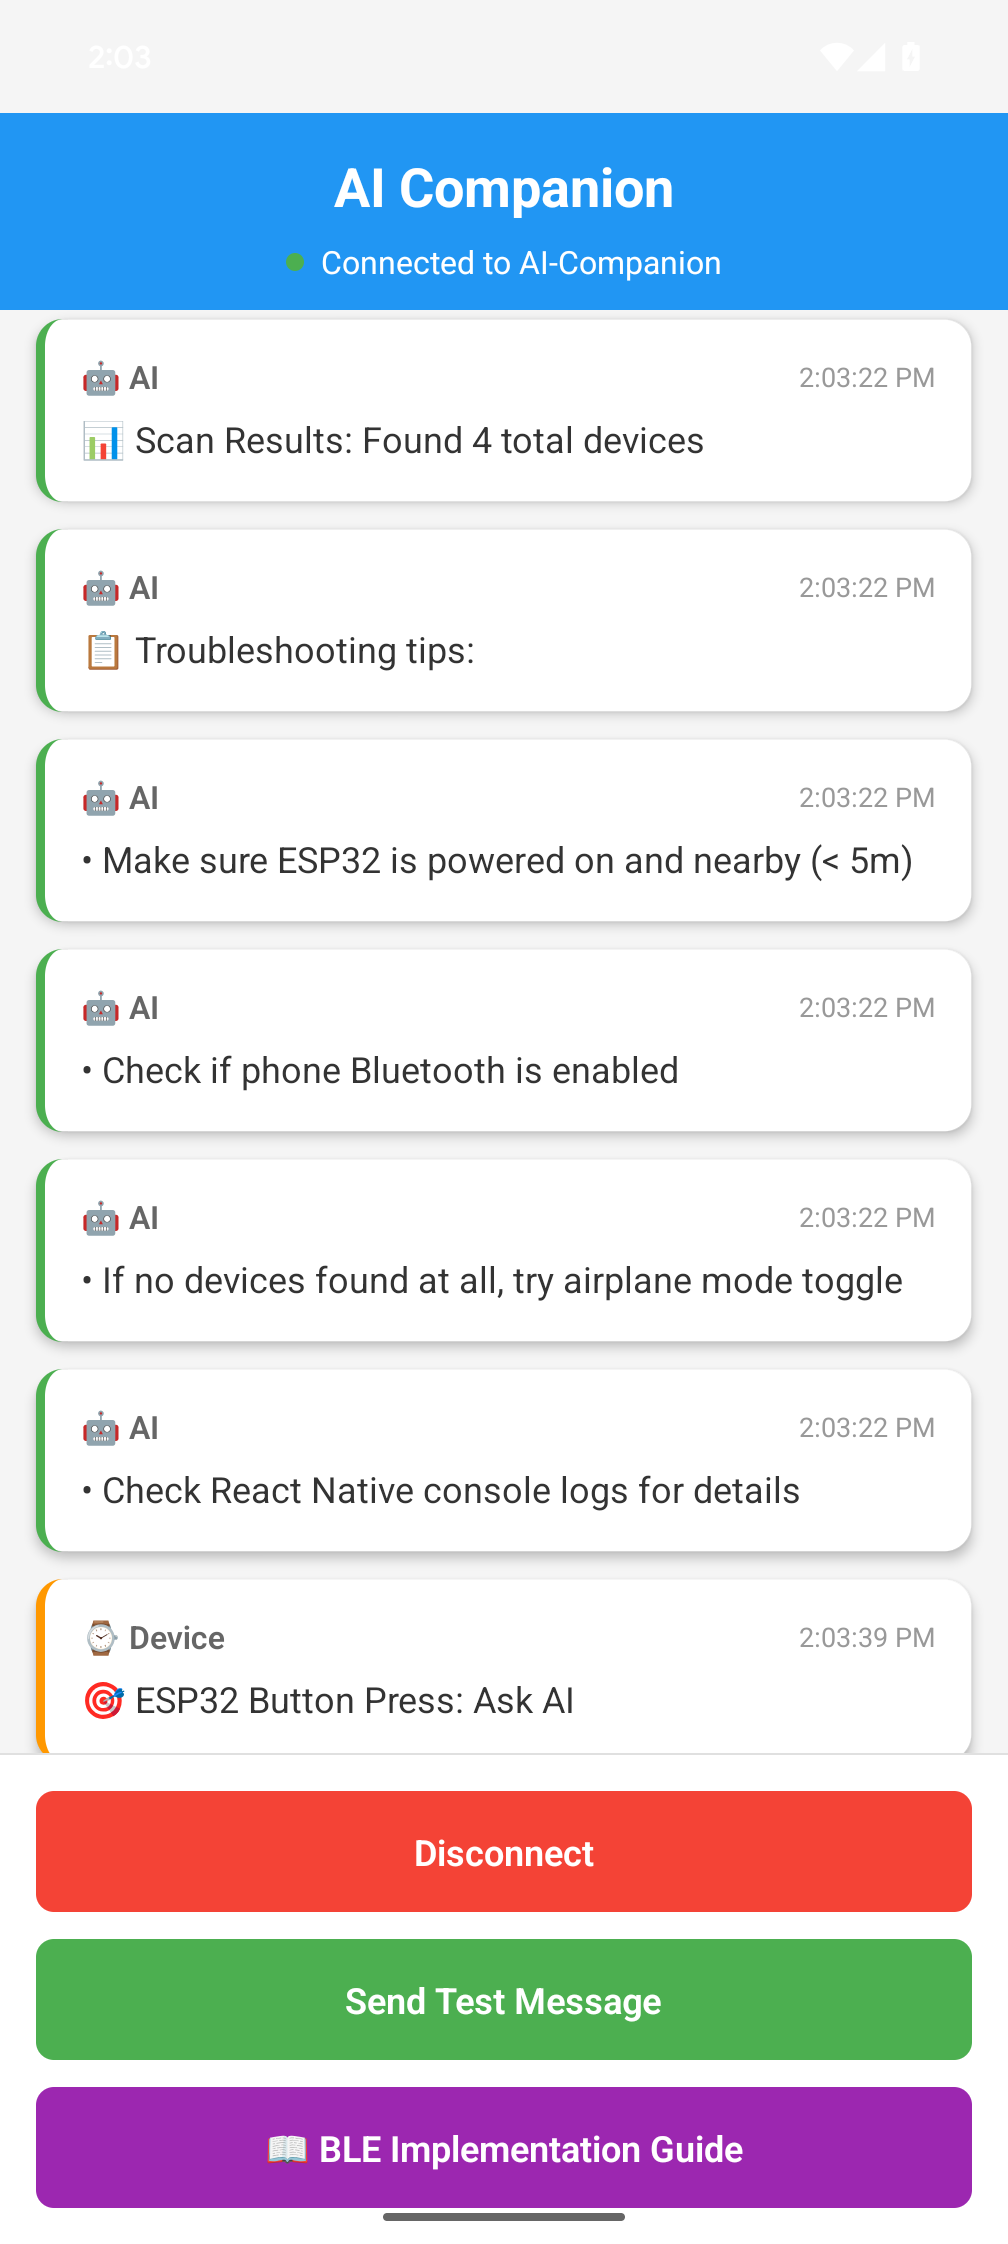 2:03
AI Companion
Connected to AI-Companion
🤖 AI 2:03:22 PM
📊 Scan Results: Found 4 total devices
🤖 AI 2:03:22 PM
📋 Troubleshooting tips:
🤖 AI 2:03:22 PM
• Make sure ESP32 is powered on and nearby (< 5m)
🤖 AI 2:03:22 PM
• Check if phone Bluetooth is enabled
🤖 AI 2:03:22 PM
• If no devices found at all, try airplane mode toggle
🤖 AI 2:03:22 PM
• Check React Native console logs for details
⌚ Device 2:03:39 PM
🎯 ESP32 Button Press: Ask AI
Disconnect
Send Test Message
📖 BLE Implementation Guide